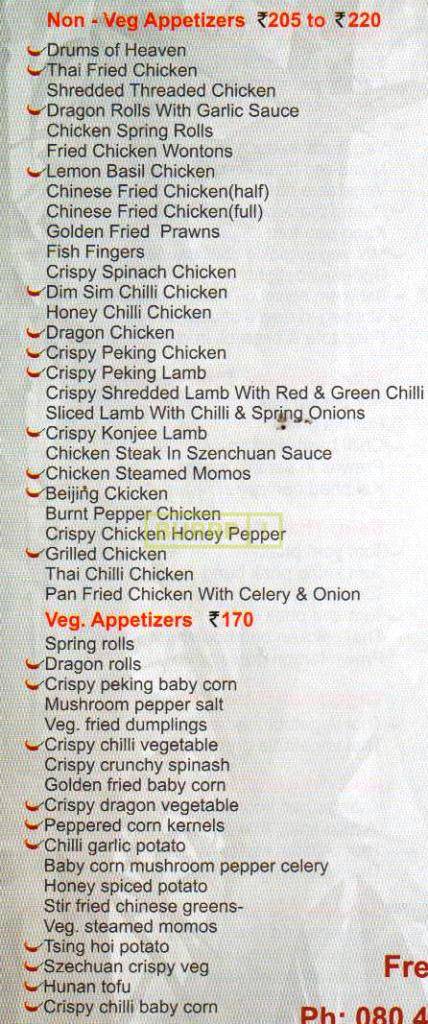 Non - Veg Appetizers ₹205 to ₹220
Drums of Heaven
Thai Fried Chicken
Shredded Threaded Chicken
Dragon Rolls With Garlic Sauce
Chicken Spring Rolls
Fried Chicken Wontons
Lemon Basil Chicken
Chinese Fried Chicken(half)
Chinese Fried Chicken(full)
Golden Fried Prawns
Fish Fingers
Crispy Spinach Chicken
Dim Sim Chilli Chicken
Honey Chilli Chicken
Dragon Chicken
Crispy Peking Chicken
Crispy Peking Lamb
Crispy Shredded Lamb With Red & Green Chilli
Sliced Lamb With Chilli & Spring Onions
Crispy Konjee Lamb
Chicken Steak In Szenchuan Sauce
Chicken Steamed Momos
Beijing Ckicken
Burnt Pepper Chicken
Crispy Chicken Honey Pepper
Grilled Chicken
Thai Chilli Chicken
Pan Fried Chicken With Celery & Onion
Veg. Appetizers ₹170
Spring rolls
Dragon rolls
Crispy peking baby corn
Mushroom pepper salt
Veg. fried dumplings
Crispy chilli vegetable
Crispy crunchy spinash
Golden fried baby corn
Crispy dragon vegetable
Peppered corn kernels
Chilli garlic potato
Baby corn mushroom pepper celery
Honey spiced potato
Stir fried chinese greens-
Veg. steamed momos
Tsing hoi potato
Szechuan crispy veg
Hunan tofu
Crispy chilli baby corn
Fre
Ph: 080 4